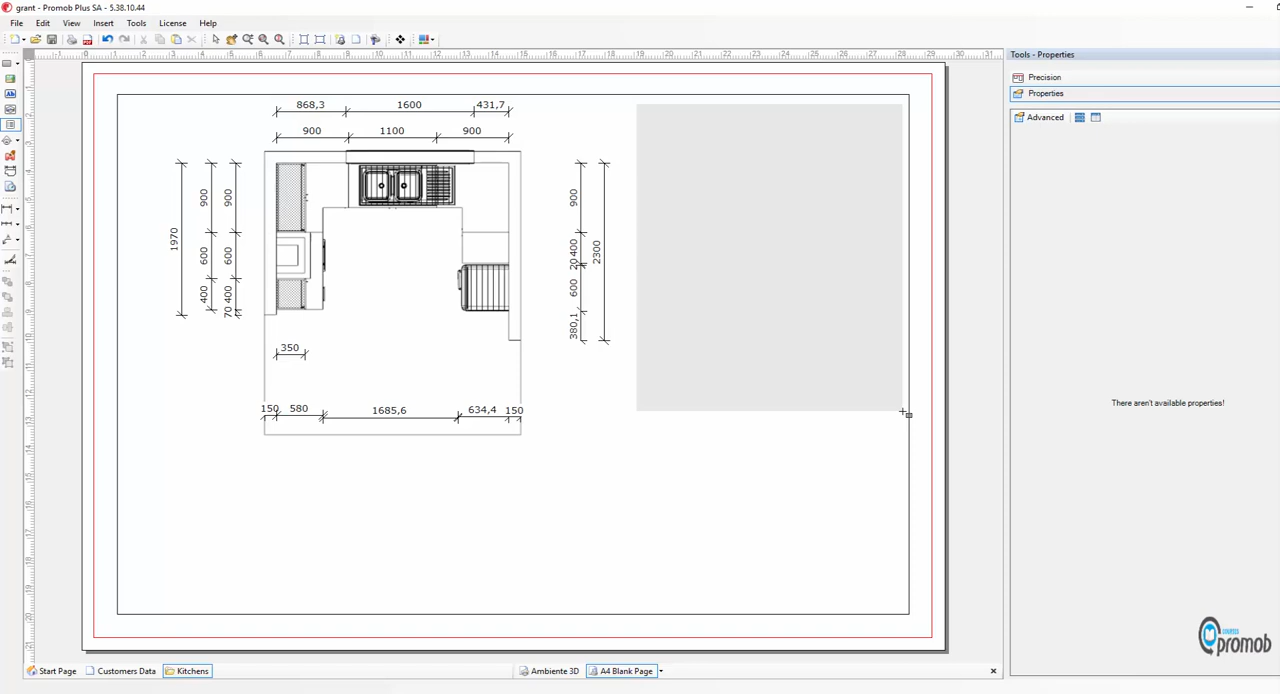 grant - Promob Plus SA - 5.38.10.44
File Edit View Insert Tools License Help
Tools - Properties
Precision
Properties
Advanced
There aren't available properties!
868,3 1600 431,7
900 1100 900
1970
900 600 400
900 600 400 70
900 400 20 600 380,1
2300
350
150 580 1685,6 634,4 150
courses
promob
Start Page Customers Data Kitchens Ambiente 3D A4 Blank Page